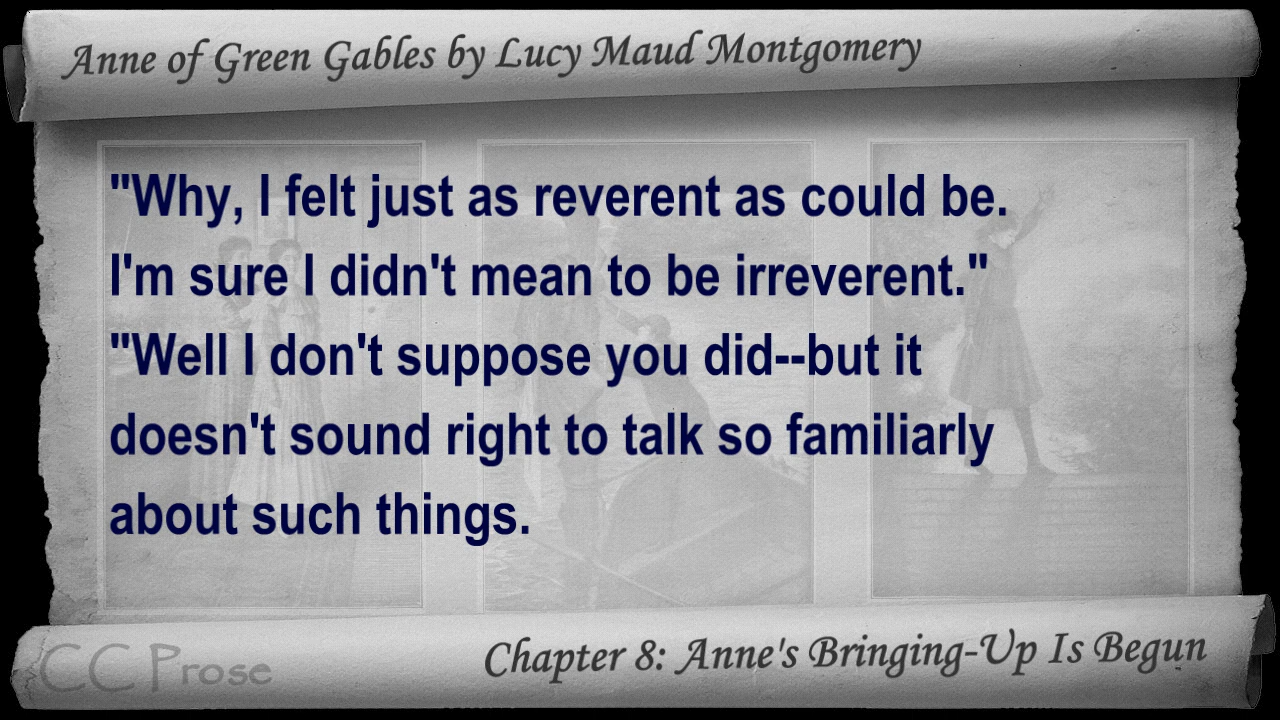 Anne of Green Gables by Lucy Maud Montgomery
"Why, I felt just as reverent as could be.
I'm sure I didn't mean to be irreverent."
"Well I don't suppose you did--but it
doesn't sound right to talk so familiarly
about such things.
CC Prose
Chapter 8: Anne's Bringing-Up Is Begun